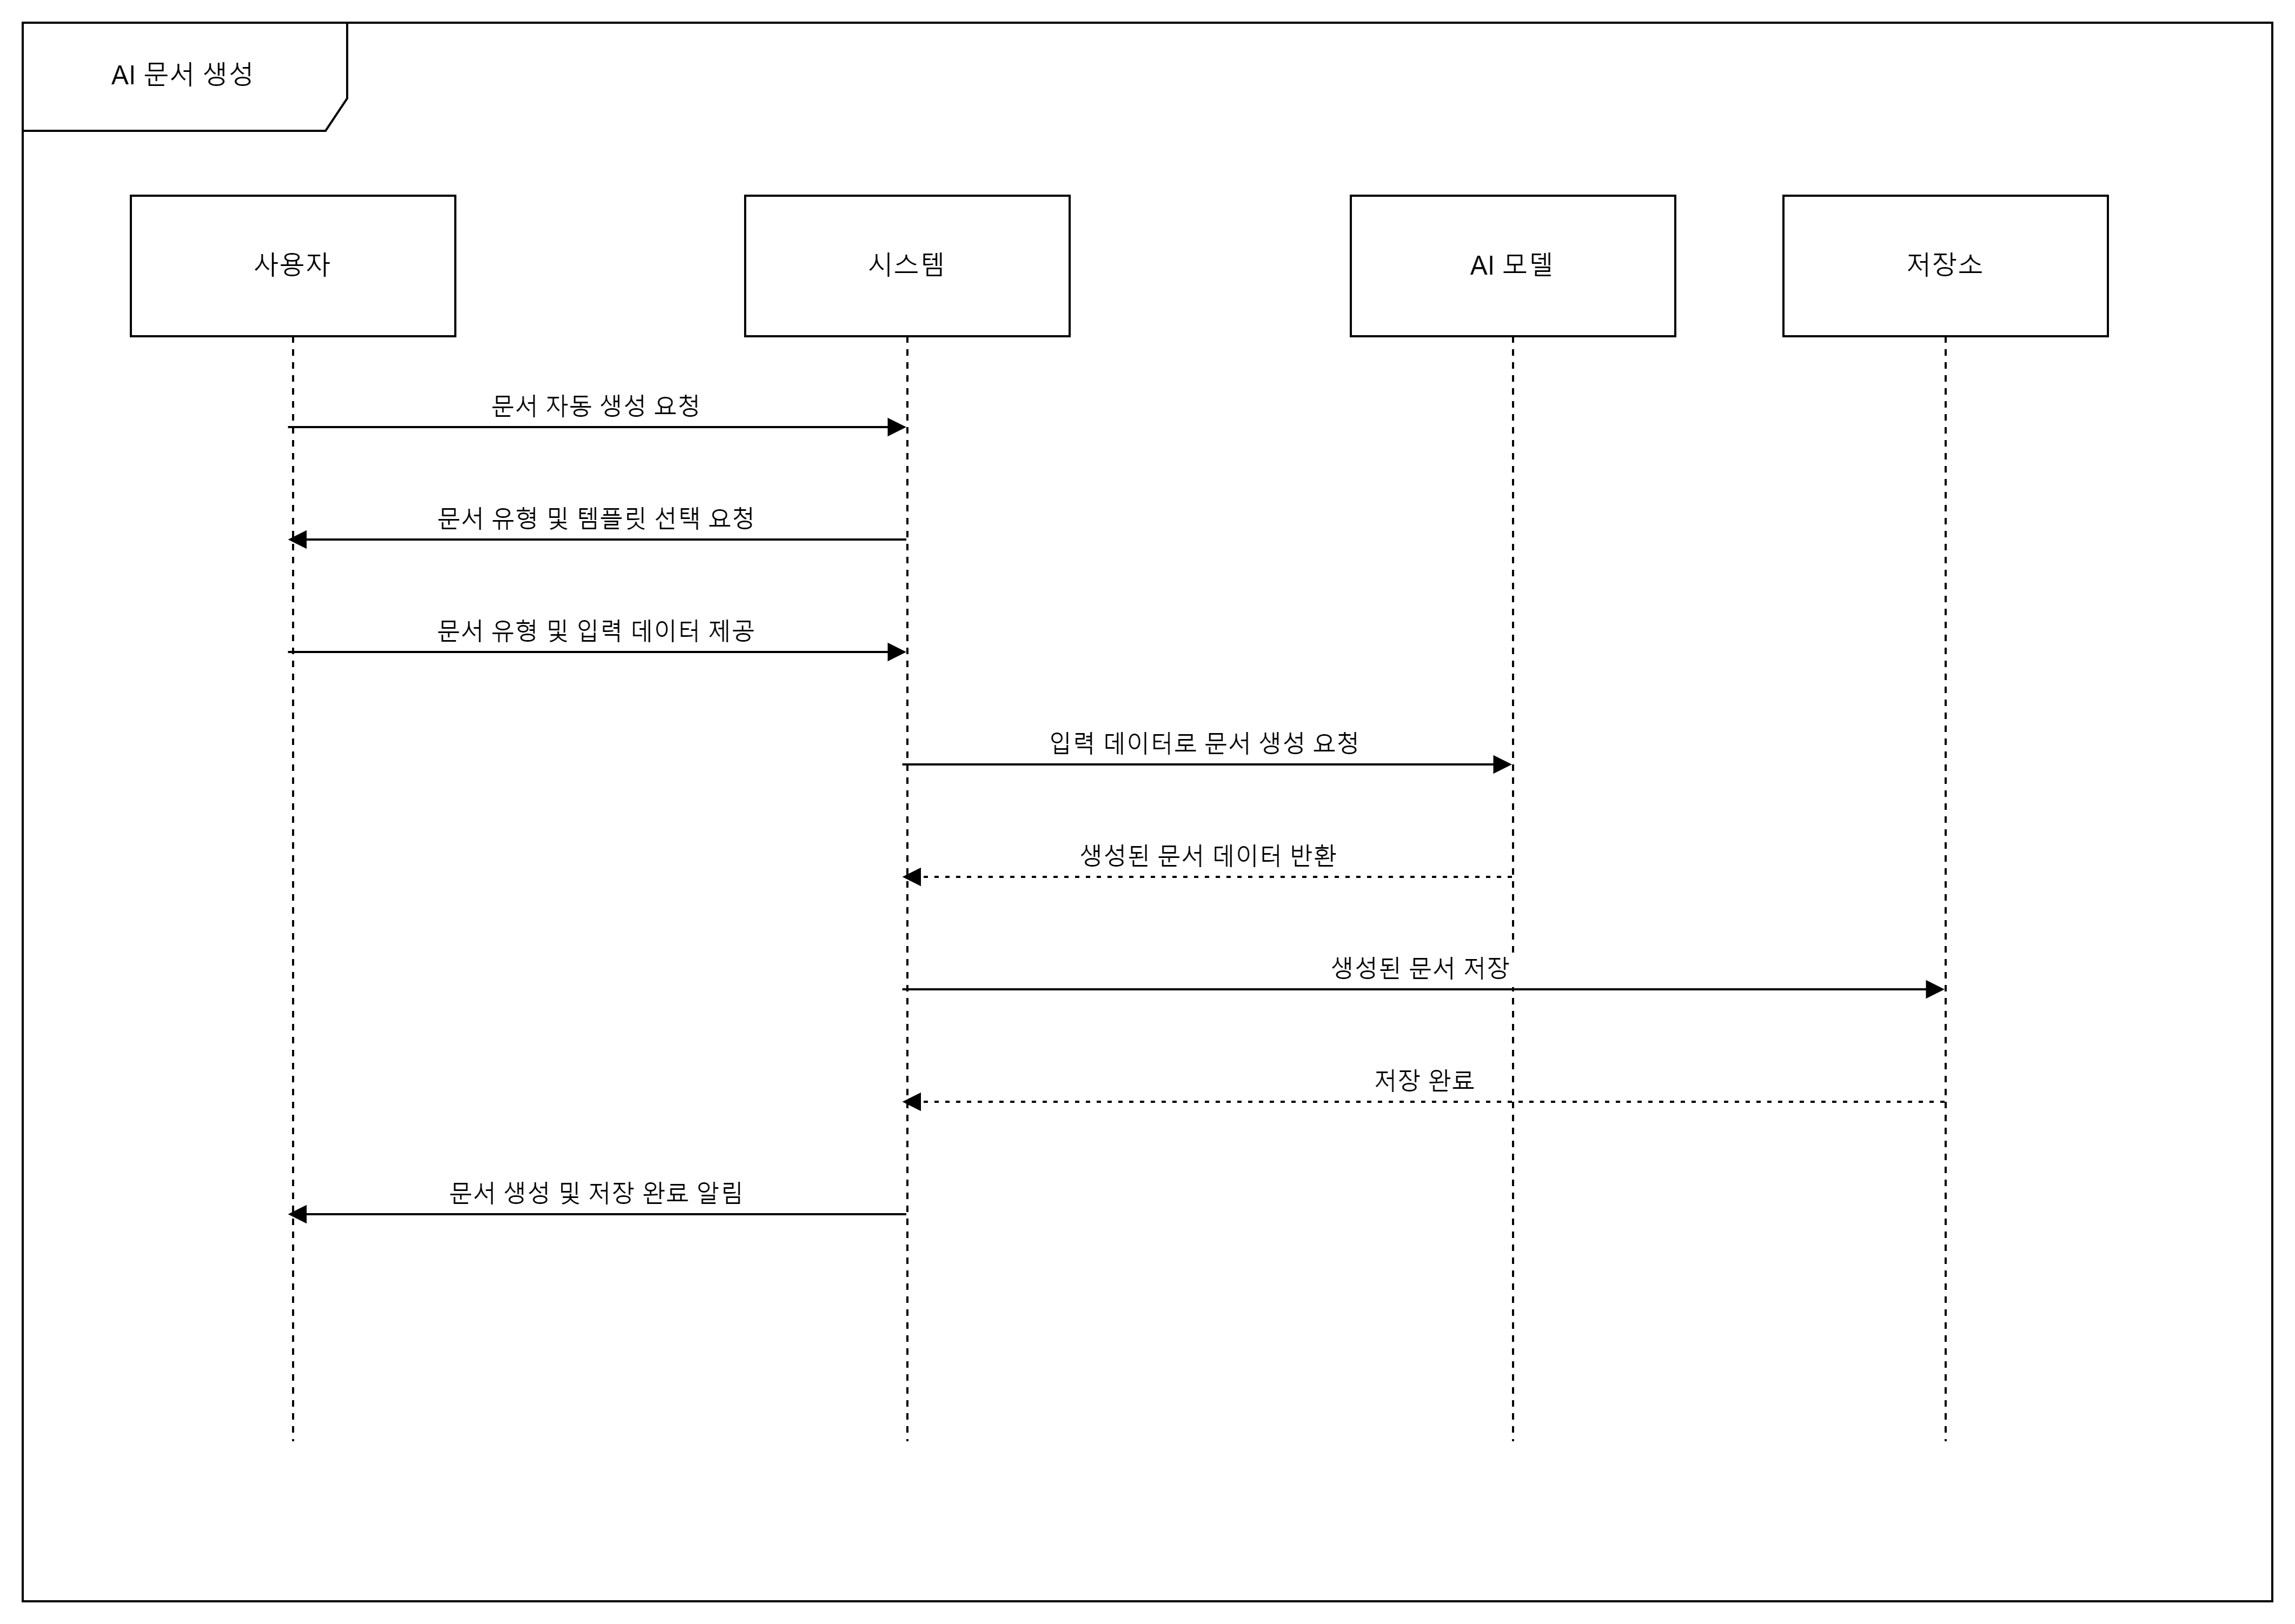 AI 문서 생성
사용자
시스템
AI 모델
저장소
문서 자동 생성 요청
문서 유형 및 템플릿 선택 요청
문서 유형 및 입력 데이터 제공
입력 데이터로 문서 생성 요청
생성된 문서 데이터 반환
생성된 문서 저장
저장 완료
문서 생성 및 저장 완료 알림